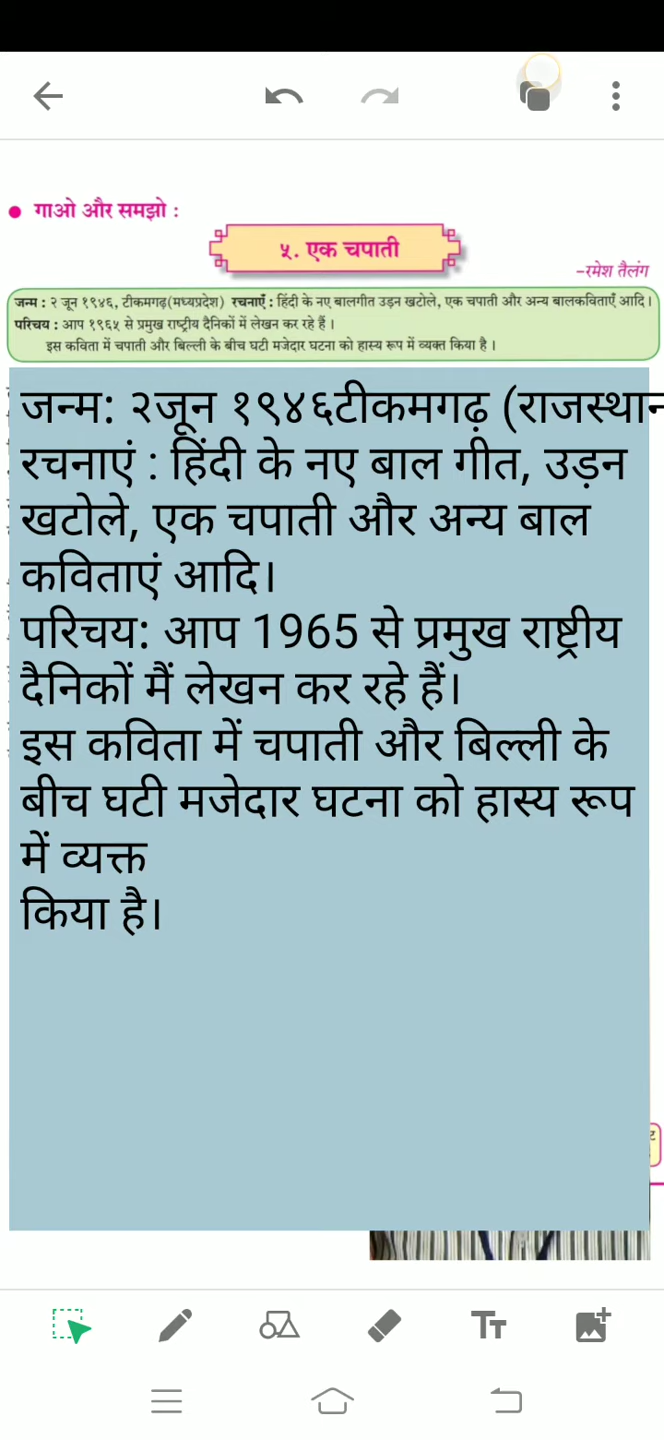 • गाओ और समझो :
५. एक चपाती
-रमेश तैलंग
जन्म : २ जून १९४६, टीकमगढ़(मध्यप्रदेश) रचनाएँ : हिंदी के नए बालगीत उड़न खटोले, एक चपाती और अन्य बालकविताएँ आदि।
परिचय : आप १९६५ से प्रमुख राष्ट्रीय दैनिकों में लेखन कर रहे हैं ।
इस कविता में चपाती और बिल्ली के बीच घटी मजेदार घटना को हास्य रूप में व्यक्त किया है ।
जन्म: २जून १९४६टीकमगढ़ (राजस्थान
रचनाएं : हिंदी के नए बाल गीत, उड़न
खटोले, एक चपाती और अन्य बाल
कविताएं आदि।
परिचय: आप 1965 से प्रमुख राष्ट्रीय
दैनिकों मैं लेखन कर रहे हैं।
इस कविता में चपाती और बिल्ली के
बीच घटी मजेदार घटना को हास्य रूप
में व्यक्त
किया है।
Tт